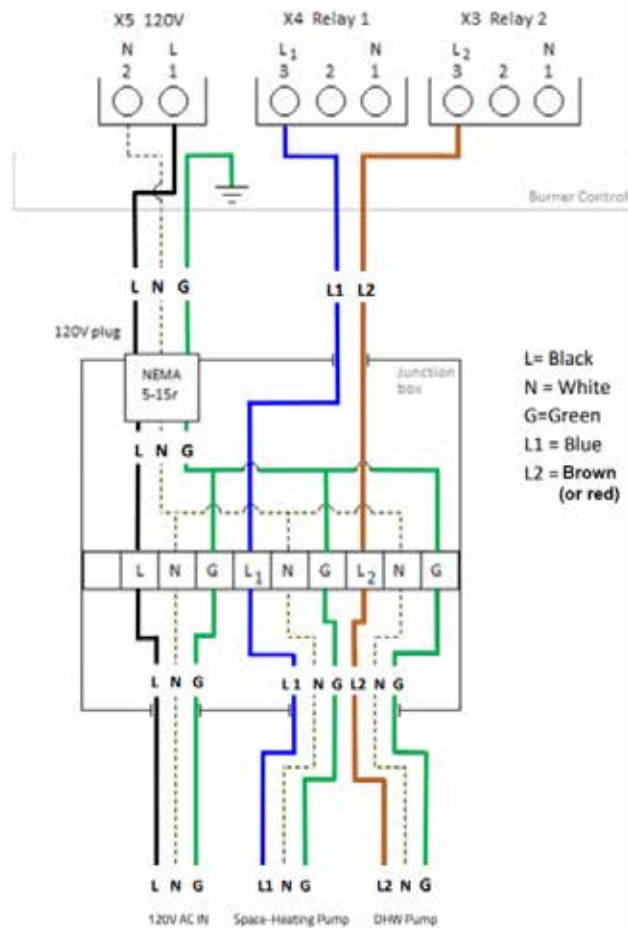 X5 120V X4 Relay 1 X3 Relay 2
N L L1 N L2 N
2 1 3 2 1 3 2 1
Burner Control
L N G L1 L2
120V plug
NEMA
5-15r
Junction
box
L= Black
N = White
G=Green
L1 = Blue
L2 = Brown
(or red)
L N G
L N G L1 N G L2 N G
L N G L1 N G L2 N G
L N G L1 N G L2 N G
120V AC IN Space-Heating Pump DHW Pump